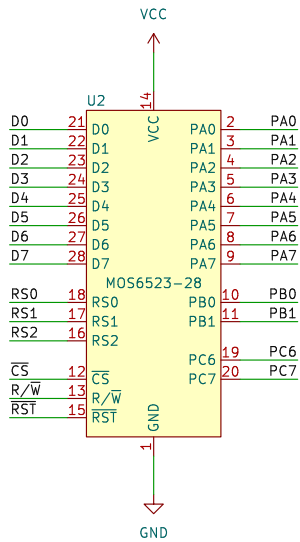 VCC
U2
14
VCC
D0 21 D0 PA0 2 PA0
D1 22 D1 PA1 3 PA1
D2 23 D2 PA2 4 PA2
D3 24 D3 PA3 5 PA3
D4 25 D4 PA4 6 PA4
D5 26 D5 PA5 7 PA5
D6 27 D6 PA6 8 PA6
D7 28 D7 PA7 9 PA7
MOS6523-28
RS0 18 RS0 PB0 10 PB0
RS1 17 RS1 PB1 11 PB1
RS2 16 RS2
PC6 19 PC6
C̅S̅ 12 C̅S̅ PC7 20 PC7
R/W̅ 13 R/W̅
R̅S̅T̅ 15 R̅S̅T̅
GND
1
GND